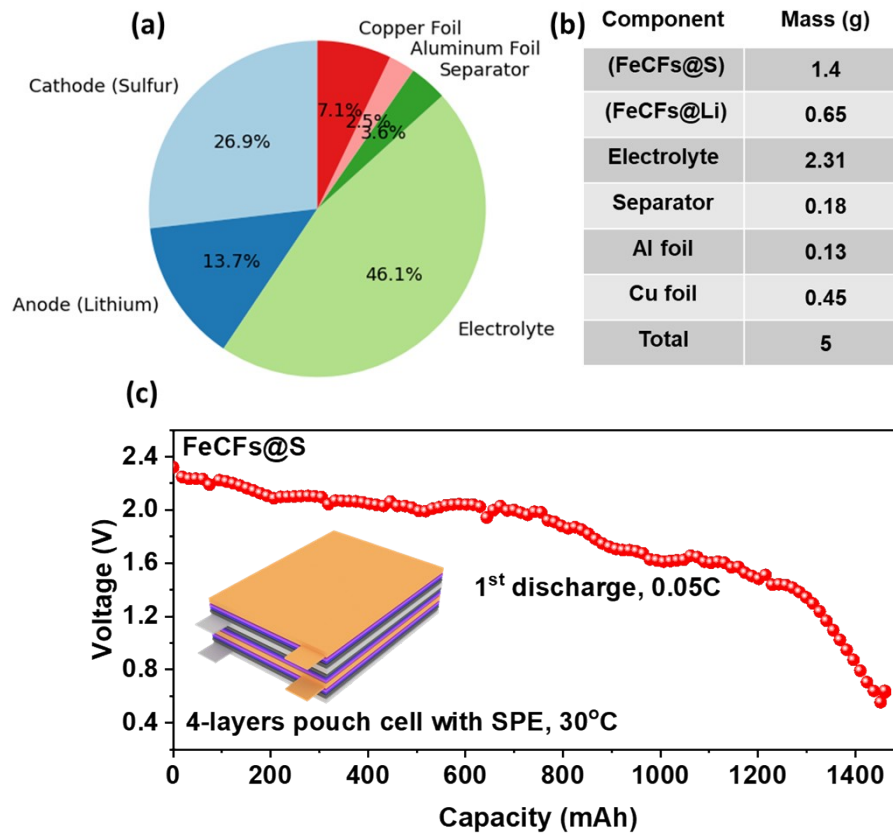 (a)
Copper Foil
Aluminum Foil
Separator
Cathode (Sulfur)
7.1%
2.5%
3.6%
26.9%
13.7%
46.1%
Anode (Lithium)
Electrolyte
(b)
Component Mass (g)
(FeCFs@S) 1.4
(FeCFs@Li) 0.65
Electrolyte 2.31
Separator 0.18
Al foil 0.13
Cu foil 0.45
Total 5
(c)
FeCFs@S
2.4
2.0
1.6
1.2
0.8
0.4
Voltage (V)
1st discharge, 0.05C
4-layers pouch cell with SPE, 30oC
0 200 400 600 800 1000 1200 1400
Capacity (mAh)